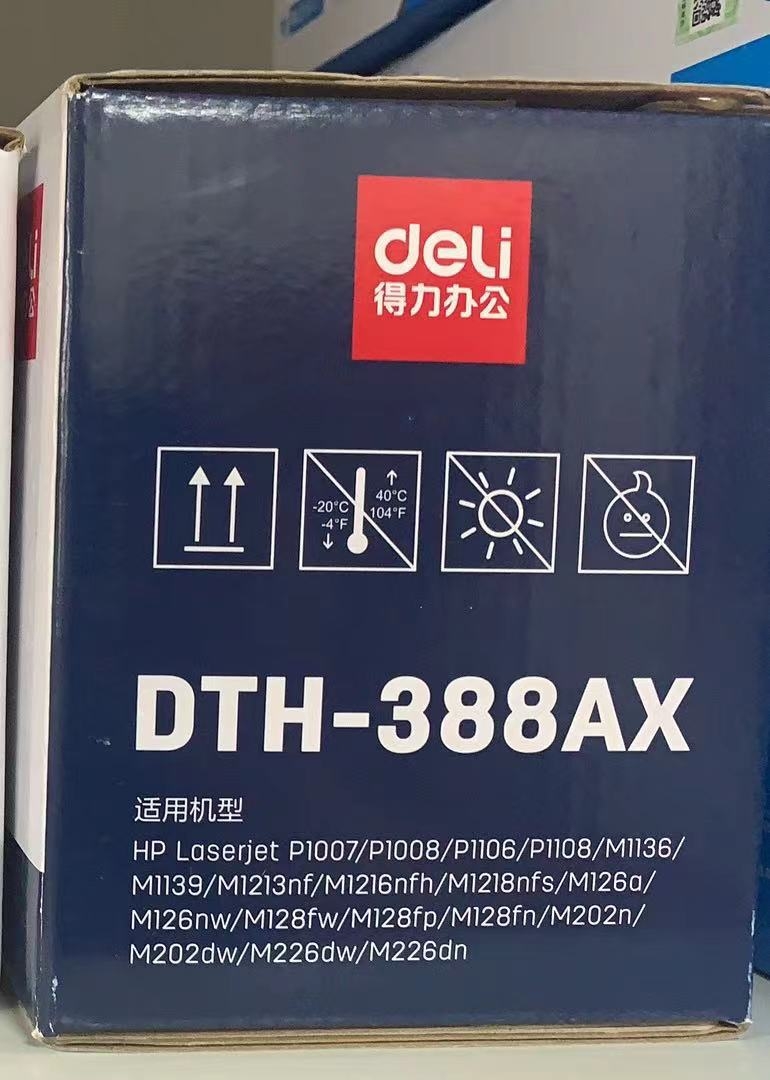 deli
得力办公
-20°C
-4°F
40°C
104°F
DTH-388AX
适用机型
HP Laserjet P1007/P1008/P1106/P1108/M1136/
M1139/M1213nf/M1216nfh/M1218nfs/M126a/
M126nw/M128fw/M128fp/M128fn/M202n/
M202dw/M226dw/M226dn